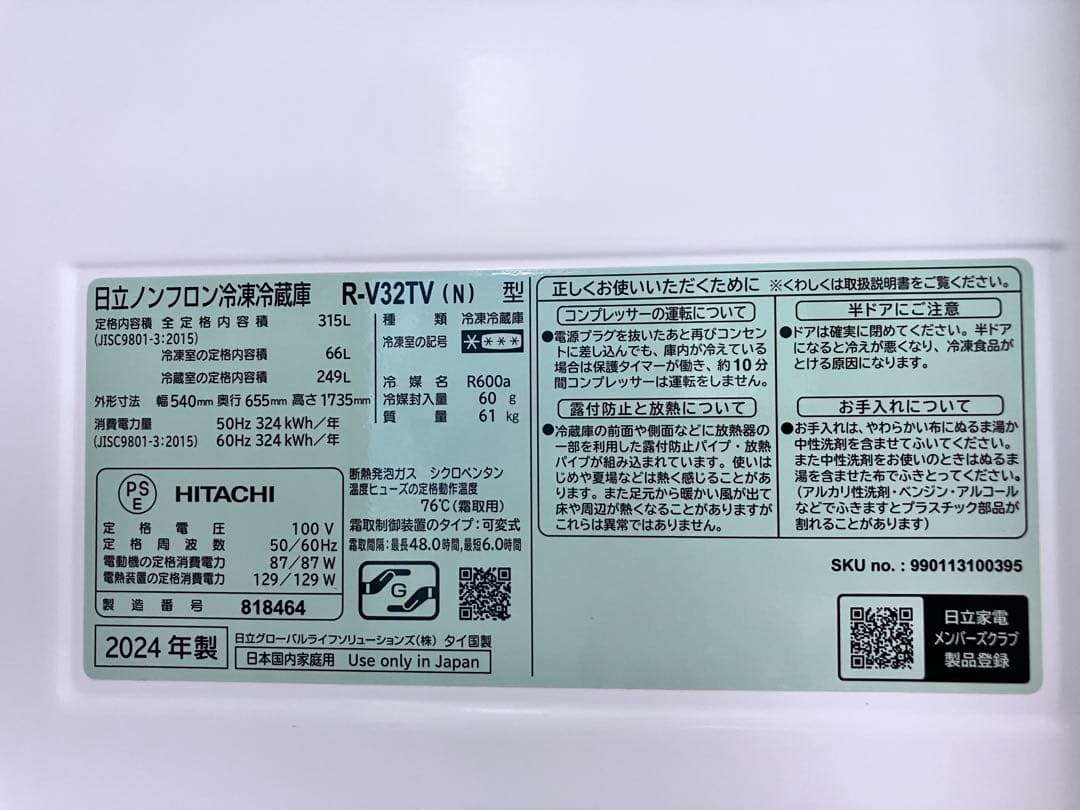 日立ノンフロン冷凍冷蔵庫 R-V32TV (N) 型
定格内容積 全定格内容積 315L
(JISC9801-3:2015)
冷凍室の定格内容積 66L
冷蔵室の定格内容積 249L
外形寸法 幅540mm 奥行655mm 高さ1735mm
消費電力量 50Hz 324kWh/年
(JISC9801-3:2015) 60Hz 324kWh/年
種類 冷凍冷蔵庫
冷凍室の記号 ****
冷媒名 R600a
冷媒封入量 60 g
質量 61 kg
PS
E
HITACHI
定格電圧 100V
定格周波数 50/60Hz
電動機の定格消費電力 87/87W
電熱装置の定格消費電力 129/129W
製造番号 818464
断熱発泡ガス シクロペンタン
温度ヒューズの定格動作温度
76℃(霜取用)
霜取制御装置のタイプ:可変式
霜取間隔:最長48.0時間,最短6.0時間
G
2024年製
日立グローバルライフソリューションズ(株) タイ国製
日本国内家庭用 Use only in Japan
正しくお使いいただくために ※くわしくは取扱説明書をご覧ください。
コンプレッサーの運転について
●電源プラグを抜いたあと再びコンセン
トに差し込んでも、庫内が冷えている
場合は保護タイマーが働き、約10分
間コンプレッサーは運転をしません。
露付防止と放熱について
●冷蔵庫の前面や側面などに放熱器の
一部を利用した露付防止パイプ・放熱
パイプが組み込まれています。使いは
じめや夏場などは熱く感じることがあ
ります。また足元から暖かい風が出て
床や周辺が熱くなることがありますが
これらは異常ではありません。
半ドアにご注意
●ドアは確実に閉めてください。半ドア
になると冷えが悪くなり、冷凍食品が
とける原因になります。
お手入れについて
●お手入れは、やわらかい布にぬるま湯か
中性洗剤を含ませてふいてください。
また中性洗剤をお使いのときはぬるま
湯を含ませた布でふきとってください。
(アルカリ性洗剤・ベンジン・アルコール
などでふきますとプラスチック部品が
割れることがあります)
SKU no. : 990113100395
日立家電
メンバーズクラブ
製品登録